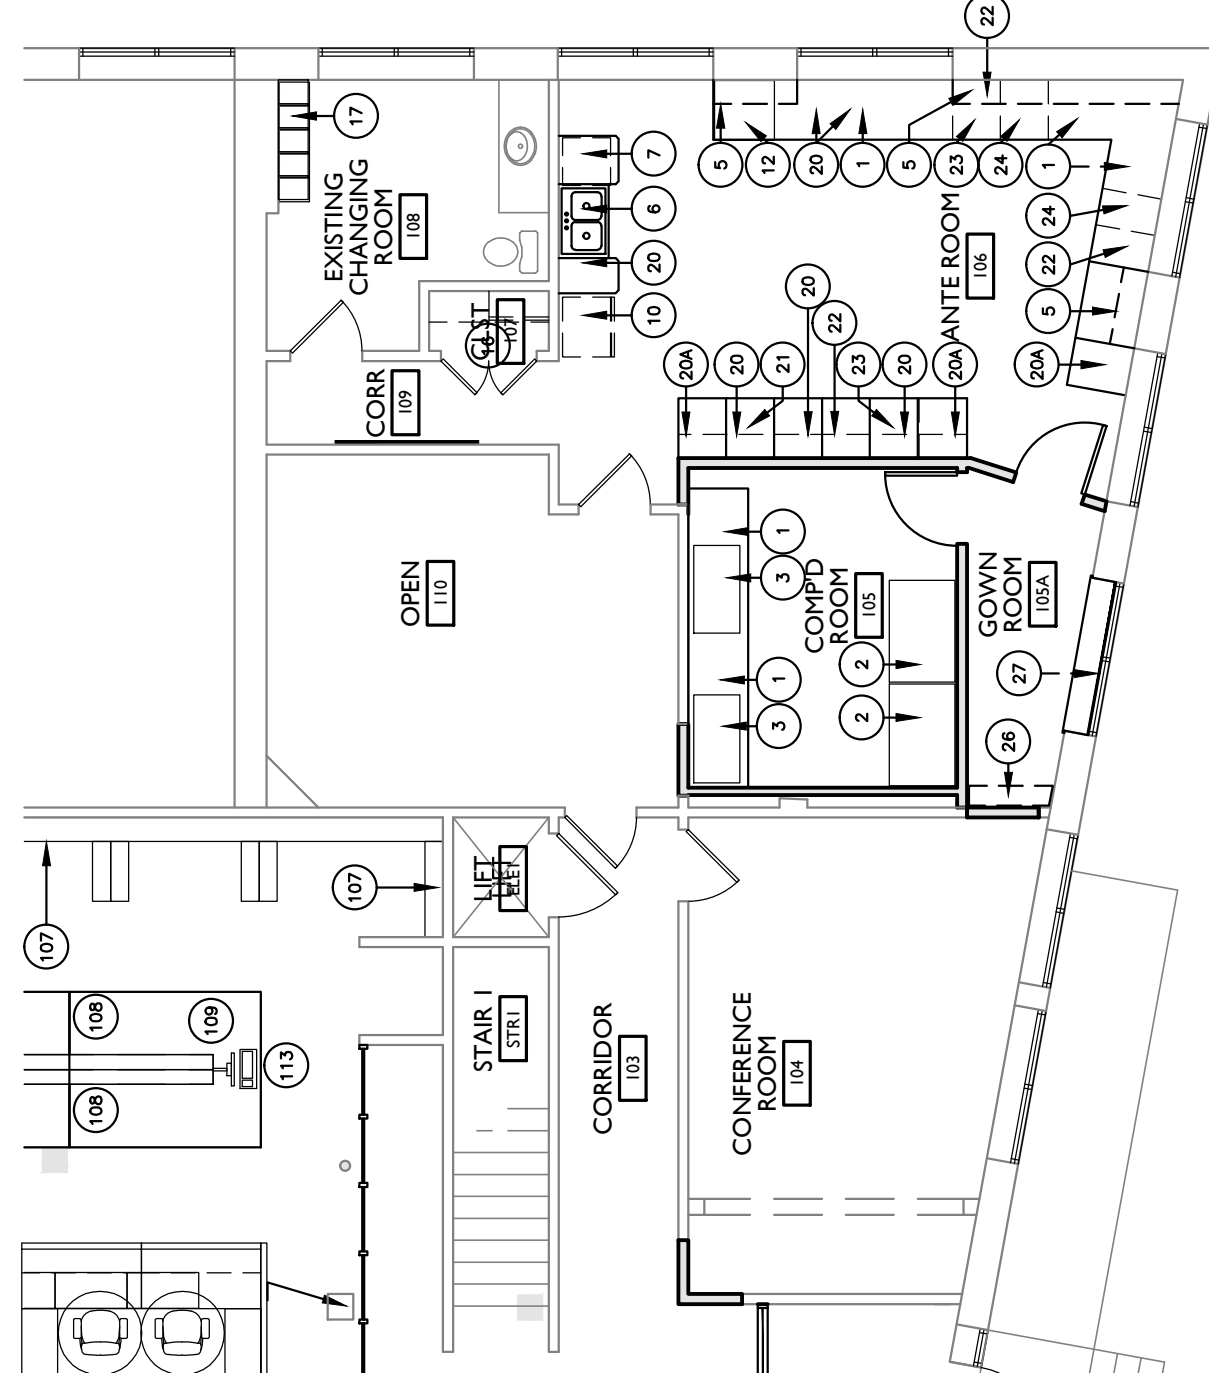 22
17
7
6
20
10
5
12
20
1
5
23
24
1
24
22
5
20A
EXISTING
CHANGING
ROOM
108
CLST
107
16
ANTE ROOM
106
20
22
20A
20
21
23
20
20A
CORR
109
OPEN
110
1
3
1
3
COMP'D
ROOM
105
2
2
GOWN
ROOM
105A
27
26
107
107
LIFT
LIFT
ELE1
108
109
108
113
STAIR 1
STR1
CORRIDOR
103
CONFERENCE
ROOM
104